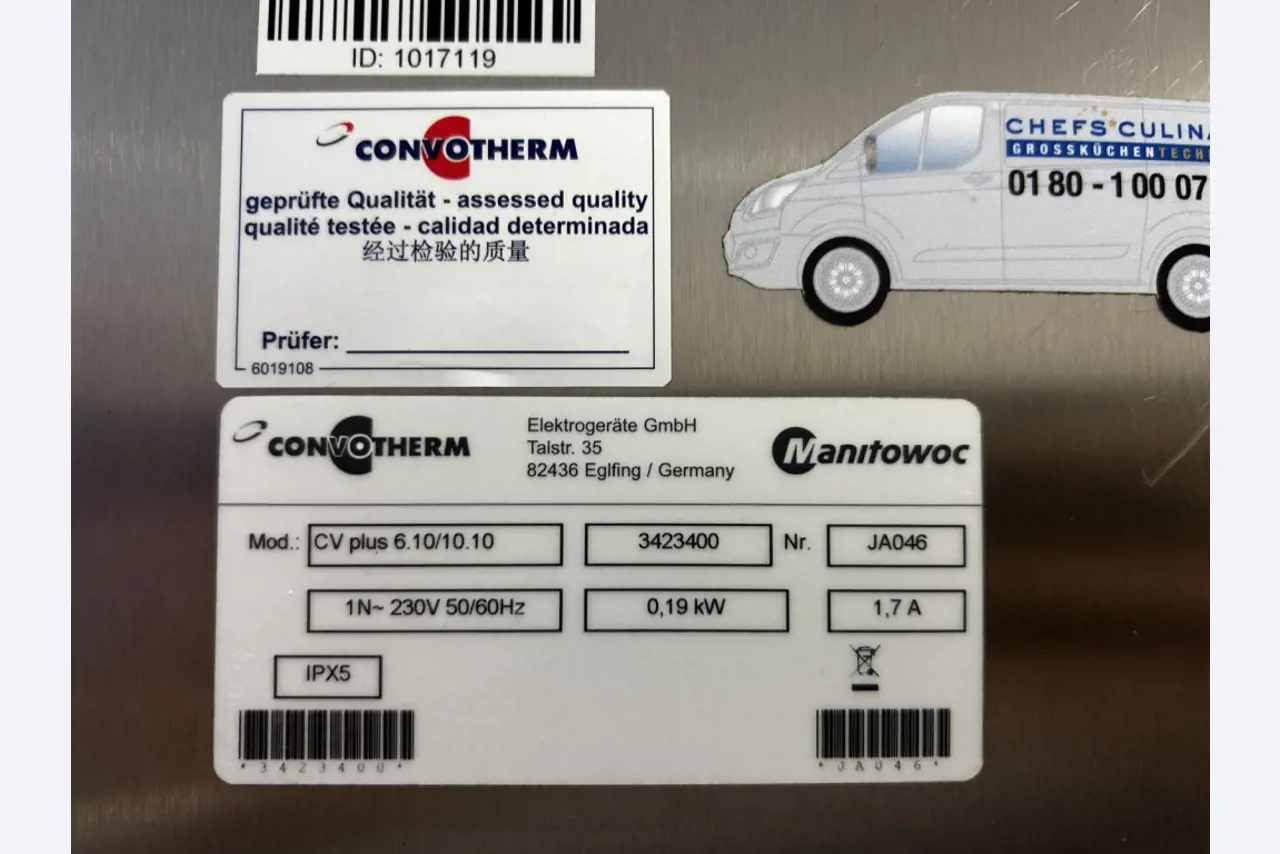 ID: 1017119
CONVOTHERM
geprüfte Qualität - assessed quality
qualité testée - calidad determinada
经过检验的质量
Prüfer:
6019108
CHEFS CULINA
GROSSKÜCHENTECH
01 80 - 1 00 07
CONVOTHERM
Elektrogeräte GmbH
Talstr. 35
82436 Eglfing / Germany
Manitowoc
Mod.: CV plus 6.10/10.10 3423400 Nr. JA046
1N~ 230V 50/60Hz 0,19 kW 1,7 A
IPX5
*3423400* *JA046*